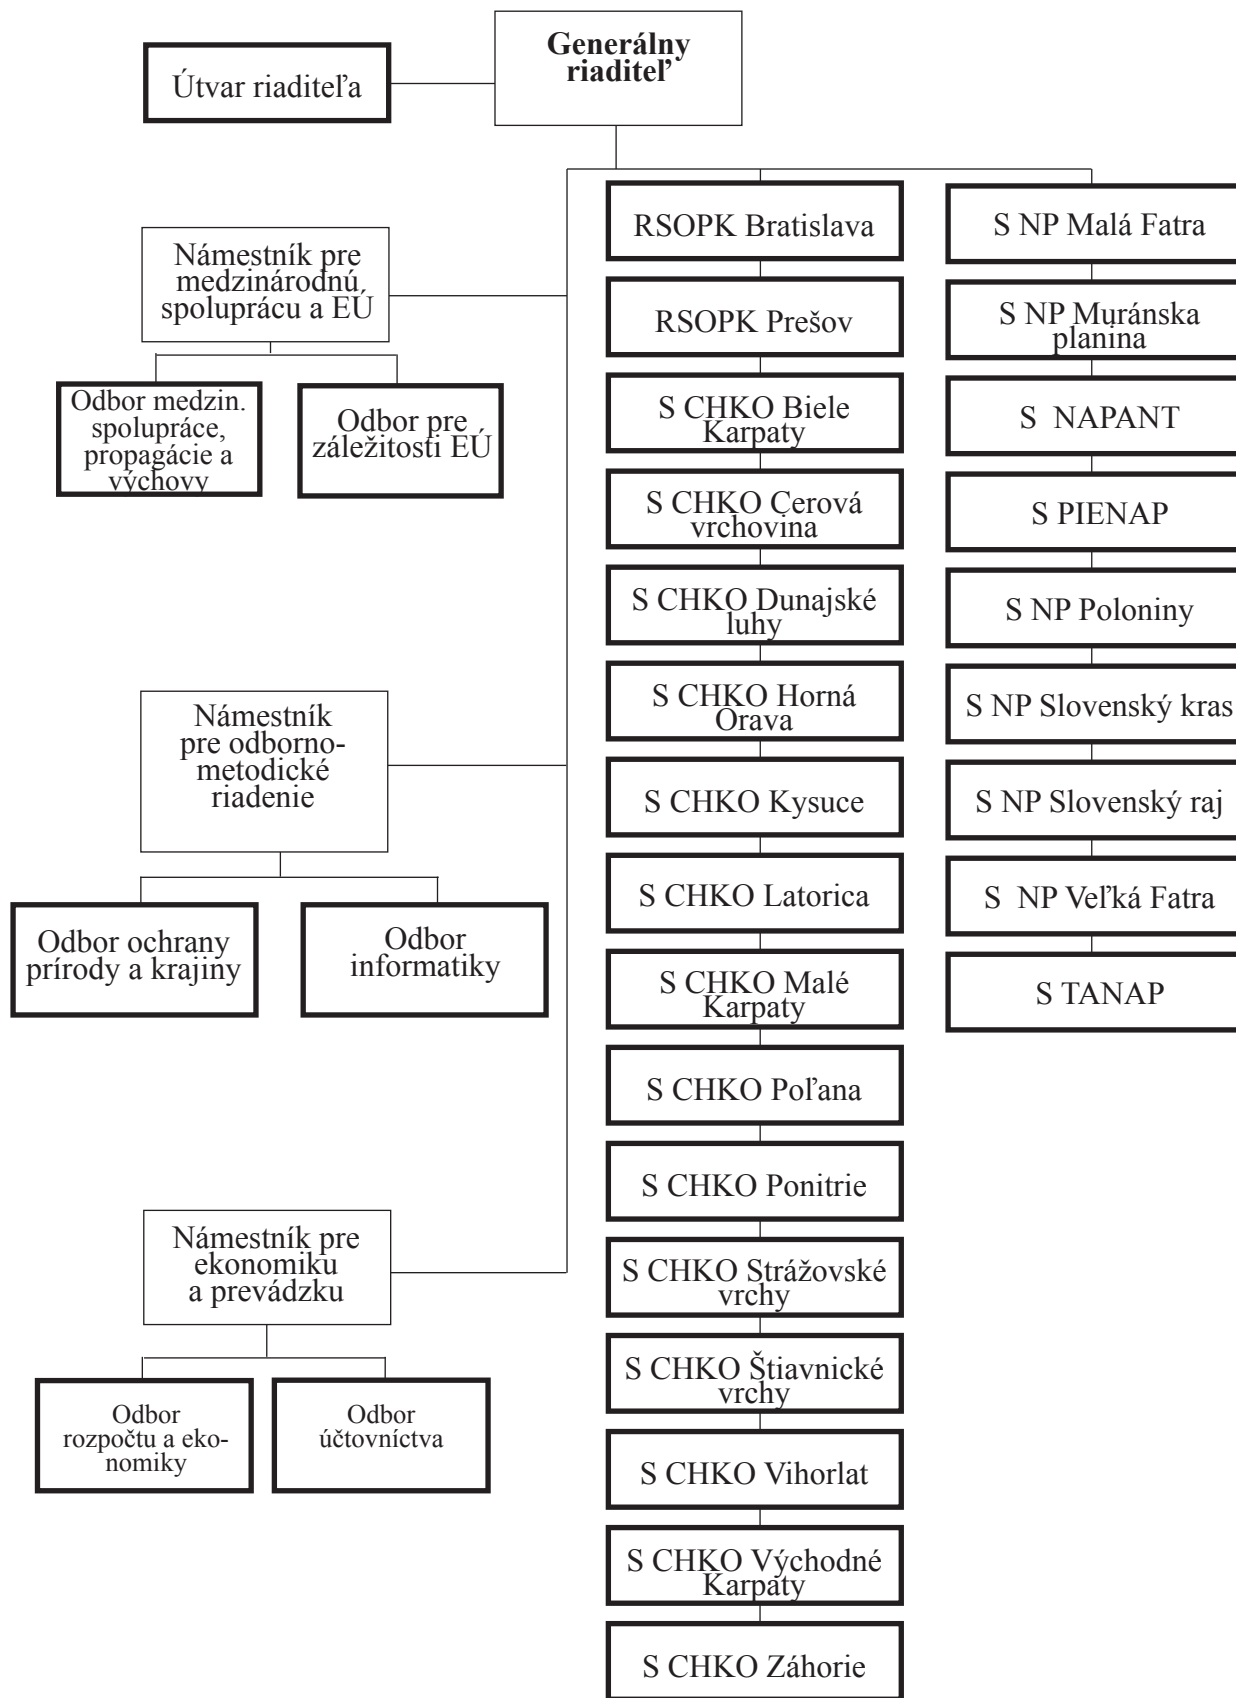 Generálny
riaditeľ
Útvar riaditeľa
Námestník pre
medzinárodnú
spoluprácu a EÚ
Odbor medzin.
spolupráce,
propagácie a
výchovy
Odbor pre
záležitosti EÚ
Námestník
pre odborno-
metodické
riadenie
Odbor ochrany
prírody a krajiny
Odbor
informatiky
Námestník pre
ekonomiku
a prevádzku
Odbor
rozpočtu a eko-
nomiky
Odbor
účtovníctva
RSOPK Bratislava
RSOPK Prešov
S CHKO Biele
Karpaty
S CHKO Cerová
vrchovina
S CHKO Dunajské
luhy
S CHKO Horná
Orava
S CHKO Kysuce
S CHKO Latorica
S CHKO Malé
Karpaty
S CHKO Poľana
S CHKO Ponitrie
S CHKO Strážovské
vrchy
S CHKO Štiavnické
vrchy
S CHKO Vihorlat
S CHKO Východné
Karpaty
S CHKO Záhorie
S NP Malá Fatra
S NP Muránska
planina
S NAPANT
S PIENAP
S NP Poloniny
S NP Slovenský kras
S NP Slovenský raj
S NP Veľká Fatra
S TANAP